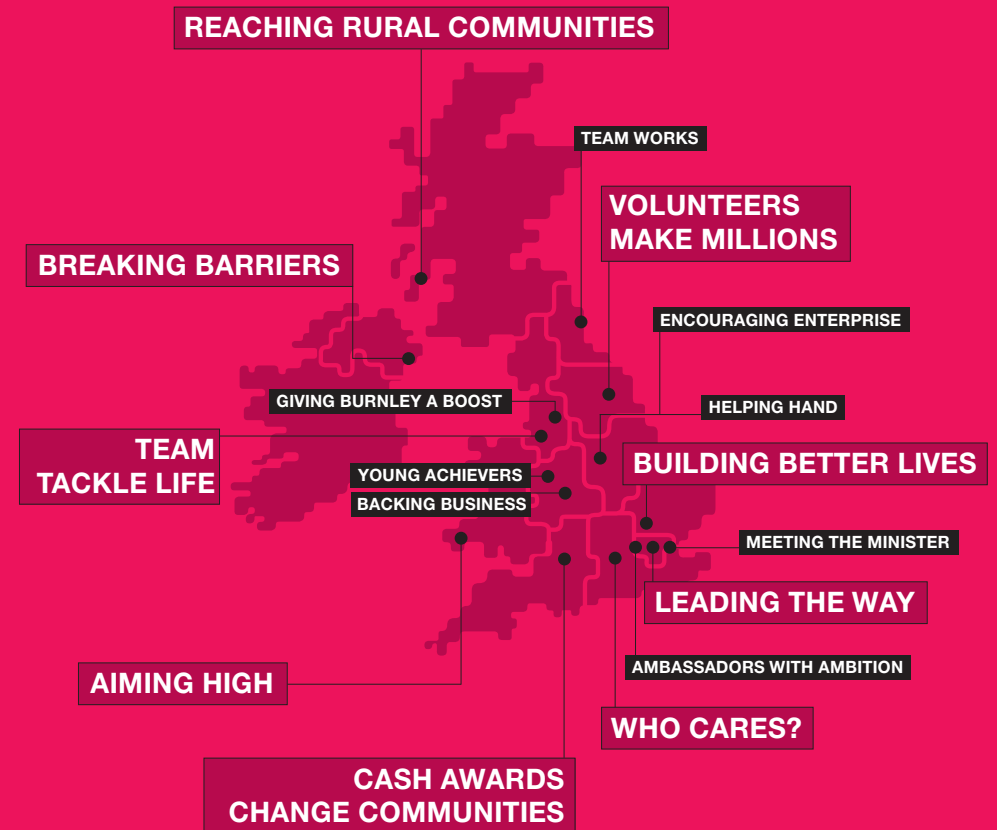 REACHING RURAL COMMUNITIES
TEAM WORKS
VOLUNTEERS
MAKE MILLIONS
BREAKING BARRIERS
ENCOURAGING ENTERPRISE
GIVING BURNLEY A BOOST
HELPING HAND
TEAM
TACKLE LIFE
BUILDING BETTER LIVES
YOUNG ACHIEVERS
BACKING BUSINESS
MEETING THE MINISTER
LEADING THE WAY
AMBASSADORS WITH AMBITION
AIMING HIGH
WHO CARES?
CASH AWARDS
CHANGE COMMUNITIES